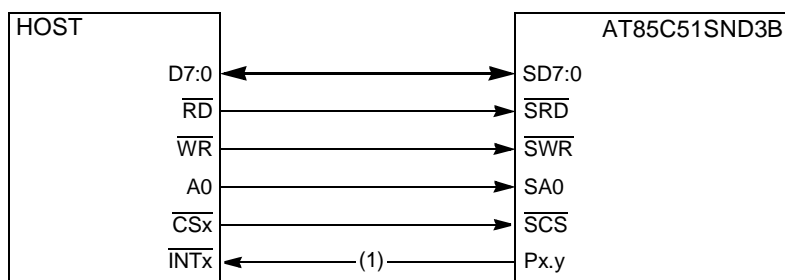 HOST AT85C51SND3B
D7:0 SD7:0
RD SRD
WR SWR
A0 SA0
CSx SCS
INTx (1) Px.y